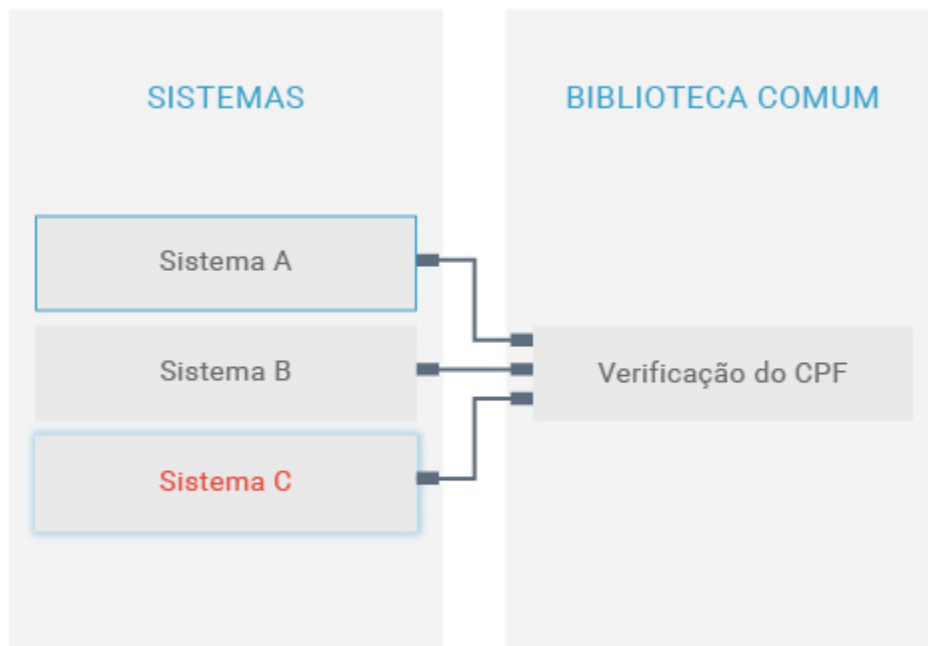 SISTEMAS
BIBLIOTECA COMUM
Sistema A
Sistema B
Verificação do CPF
Sistema C